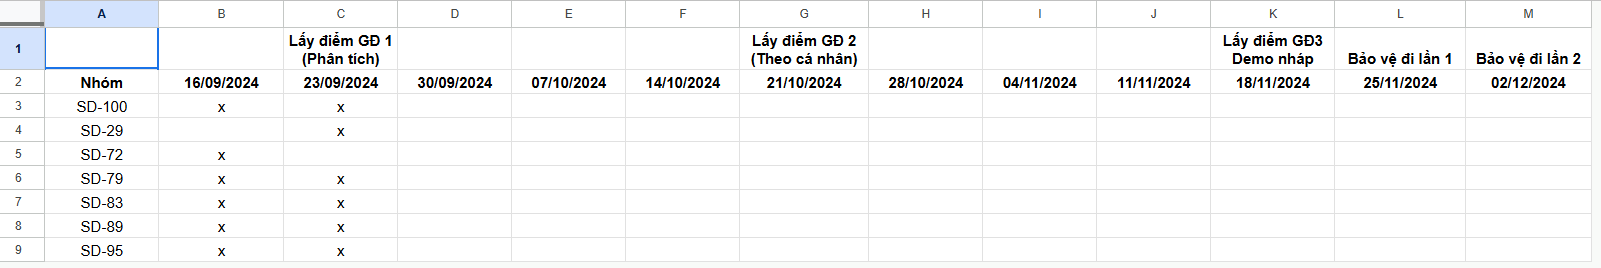 A B C D E F G H I J K L M
1 Lấy điểm GĐ 1 Lấy điểm GĐ 2 Lấy điểm GĐ3
(Phân tích) (Theo cá nhân) Demo nháp Bảo vệ đi lần 1 Bảo vệ đi lần 2
2 Nhóm 16/09/2024 23/09/2024 30/09/2024 07/10/2024 14/10/2024 21/10/2024 28/10/2024 04/11/2024 11/11/2024 18/11/2024 25/11/2024 02/12/2024
3 SD-100 x x
4 SD-29 x
5 SD-72 x
6 SD-79 x x
7 SD-83 x x
8 SD-89 x x
9 SD-95 x x